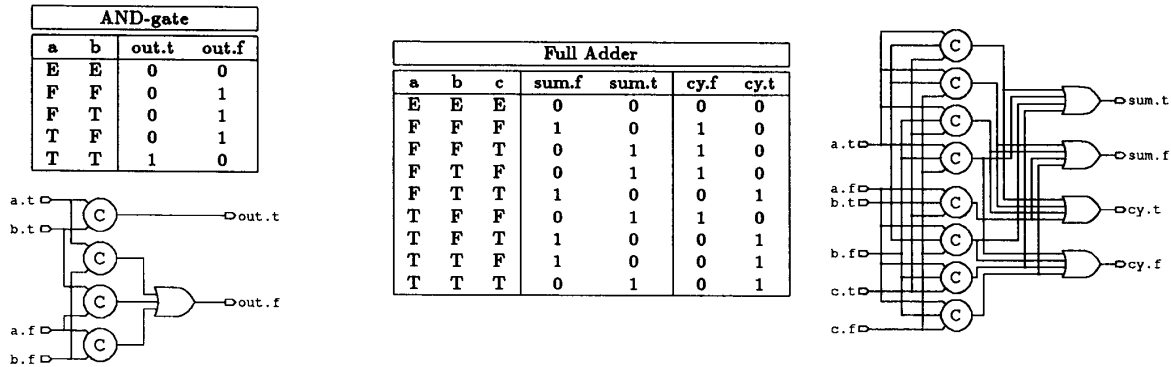 AND-gate
a b out.t out.f
E E 0 0
F F 0 1
F T 0 1
T F 0 1
T T 1 0
a.t
b.t
C
C
C
C
a.f
b.f
out.t
out.f
Full Adder
a b c sum.f sum.t cy.f cy.t
E E E 0 0 0 0
F F F 1 0 1 0
F F T 0 1 1 0
F T F 0 1 1 0
F T T 1 0 0 1
T F F 0 1 1 0
T F T 1 0 0 1
T T F 1 0 0 1
T T T 0 1 0 1
a.t
a.f
b.t
b.f
c.t
c.f
C
C
C
C
C
C
C
C
sum.t
sum.f
cy.t
cy.f